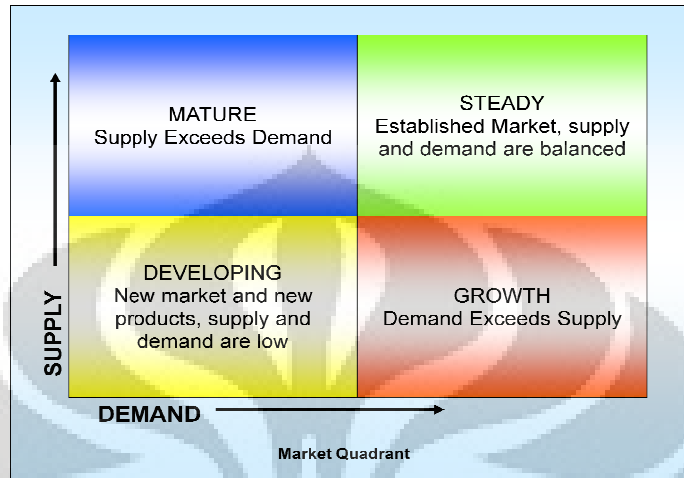 MATURE
Supply Exceeds Demand
STEADY
Established Market, supply
and demand are balanced
DEVELOPING
New market and new
products, supply and
demand are low
GROWTH
Demand Exceeds Supply
SUPPLY
DEMAND
Market Quadrant